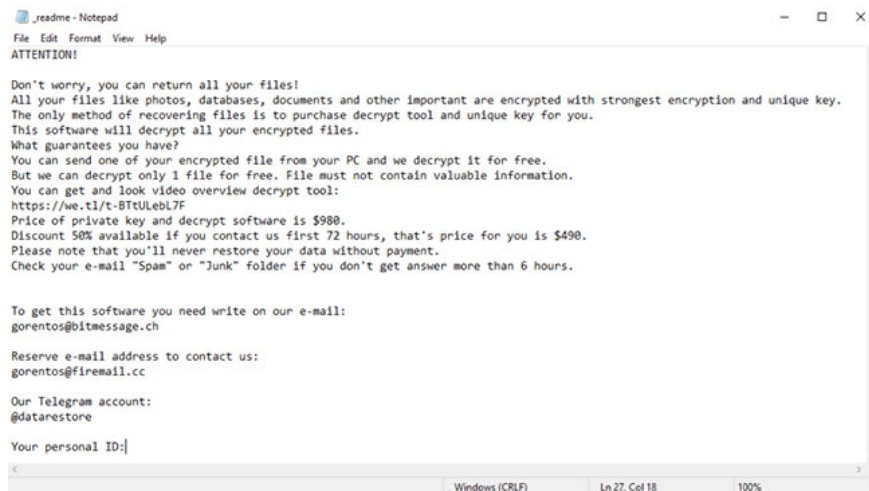 _readme - Notepad
File Edit Format View Help
ATTENTION!
Don't worry, you can return all your files!
All your files like photos, databases, documents and other important are encrypted with strongest encryption and unique key.
The only method of recovering files is to purchase decrypt tool and unique key for you.
This software will decrypt all your encrypted files.
What guarantees you have?
You can send one of your encrypted file from your PC and we decrypt it for free.
But we can decrypt only 1 file for free. File must not contain valuable information.
You can get and look video overview decrypt tool:
https://we.tl/t-BTtULebL7F
Price of private key and decrypt software is $980.
Discount 50% available if you contact us first 72 hours, that's price for you is $490.
Please note that you'll never restore your data without payment.
Check your e-mail "Spam" or "Junk" folder if you don't get answer more than 6 hours.
To get this software you need write on our e-mail:
gorentos@bitmessage.ch
Reserve e-mail address to contact us:
gorentos@firemail.cc
Our Telegram account:
@datarestore
Your personal ID:
Windows (CRLF) Ln 27, Col 18 100%